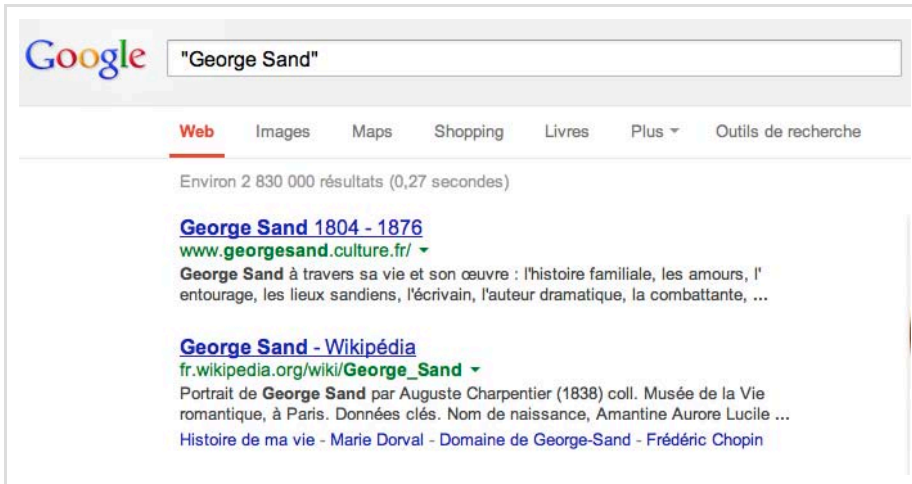 Google "George Sand"
Web Images Maps Shopping Livres Plus Outils de recherche
Environ 2 830 000 résultats (0,27 secondes)
George Sand 1804 - 1876
www.georgesand.culture.fr/
George Sand à travers sa vie et son œuvre : l'histoire familiale, les amours, l'
entourage, les lieux sandiens, l'écrivain, l'auteur dramatique, la combattante, ...
George Sand - Wikipédia
fr.wikipedia.org/wiki/George_Sand
Portrait de George Sand par Auguste Charpentier (1838) coll. Musée de la Vie
romantique, à Paris. Données clés. Nom de naissance, Amantine Aurore Lucile ...
Histoire de ma vie - Marie Dorval - Domaine de George-Sand - Frédéric Chopin